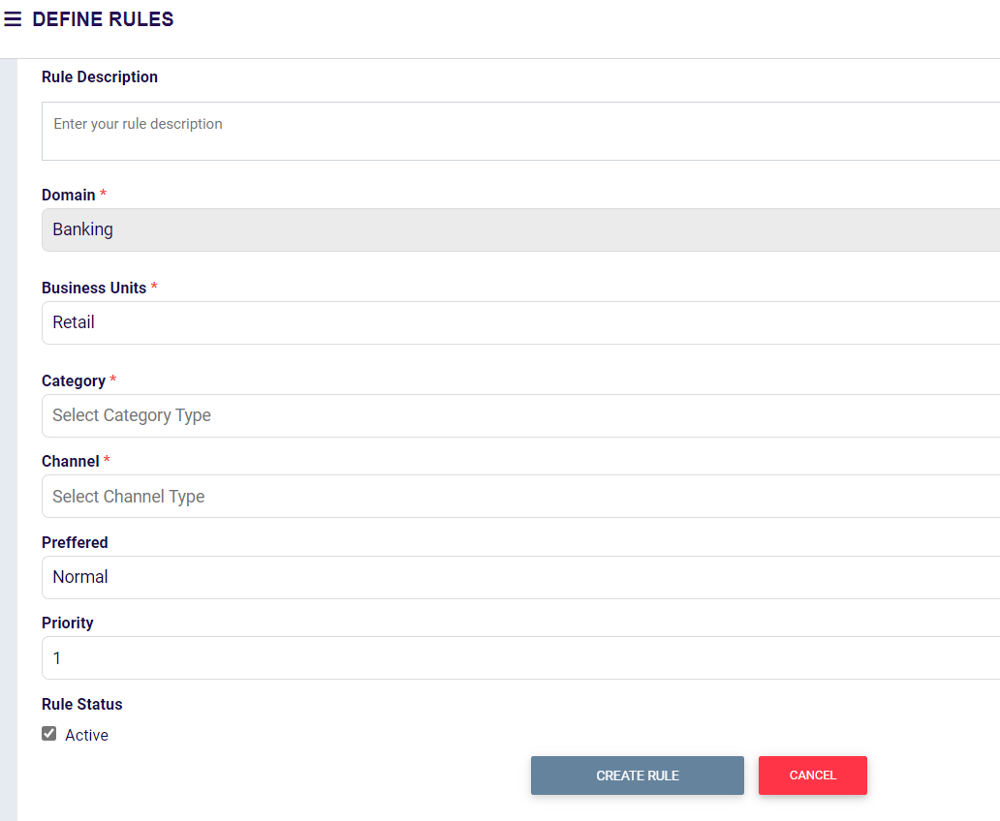 DEFINE RULES
Rule Description
Enter your rule description
Domain *
Banking
Business Units *
Retail
Category *
Select Category Type
Channel *
Select Channel Type
Preffered
Normal
Priority
1
Rule Status
Active
CREATE RULE
CANCEL